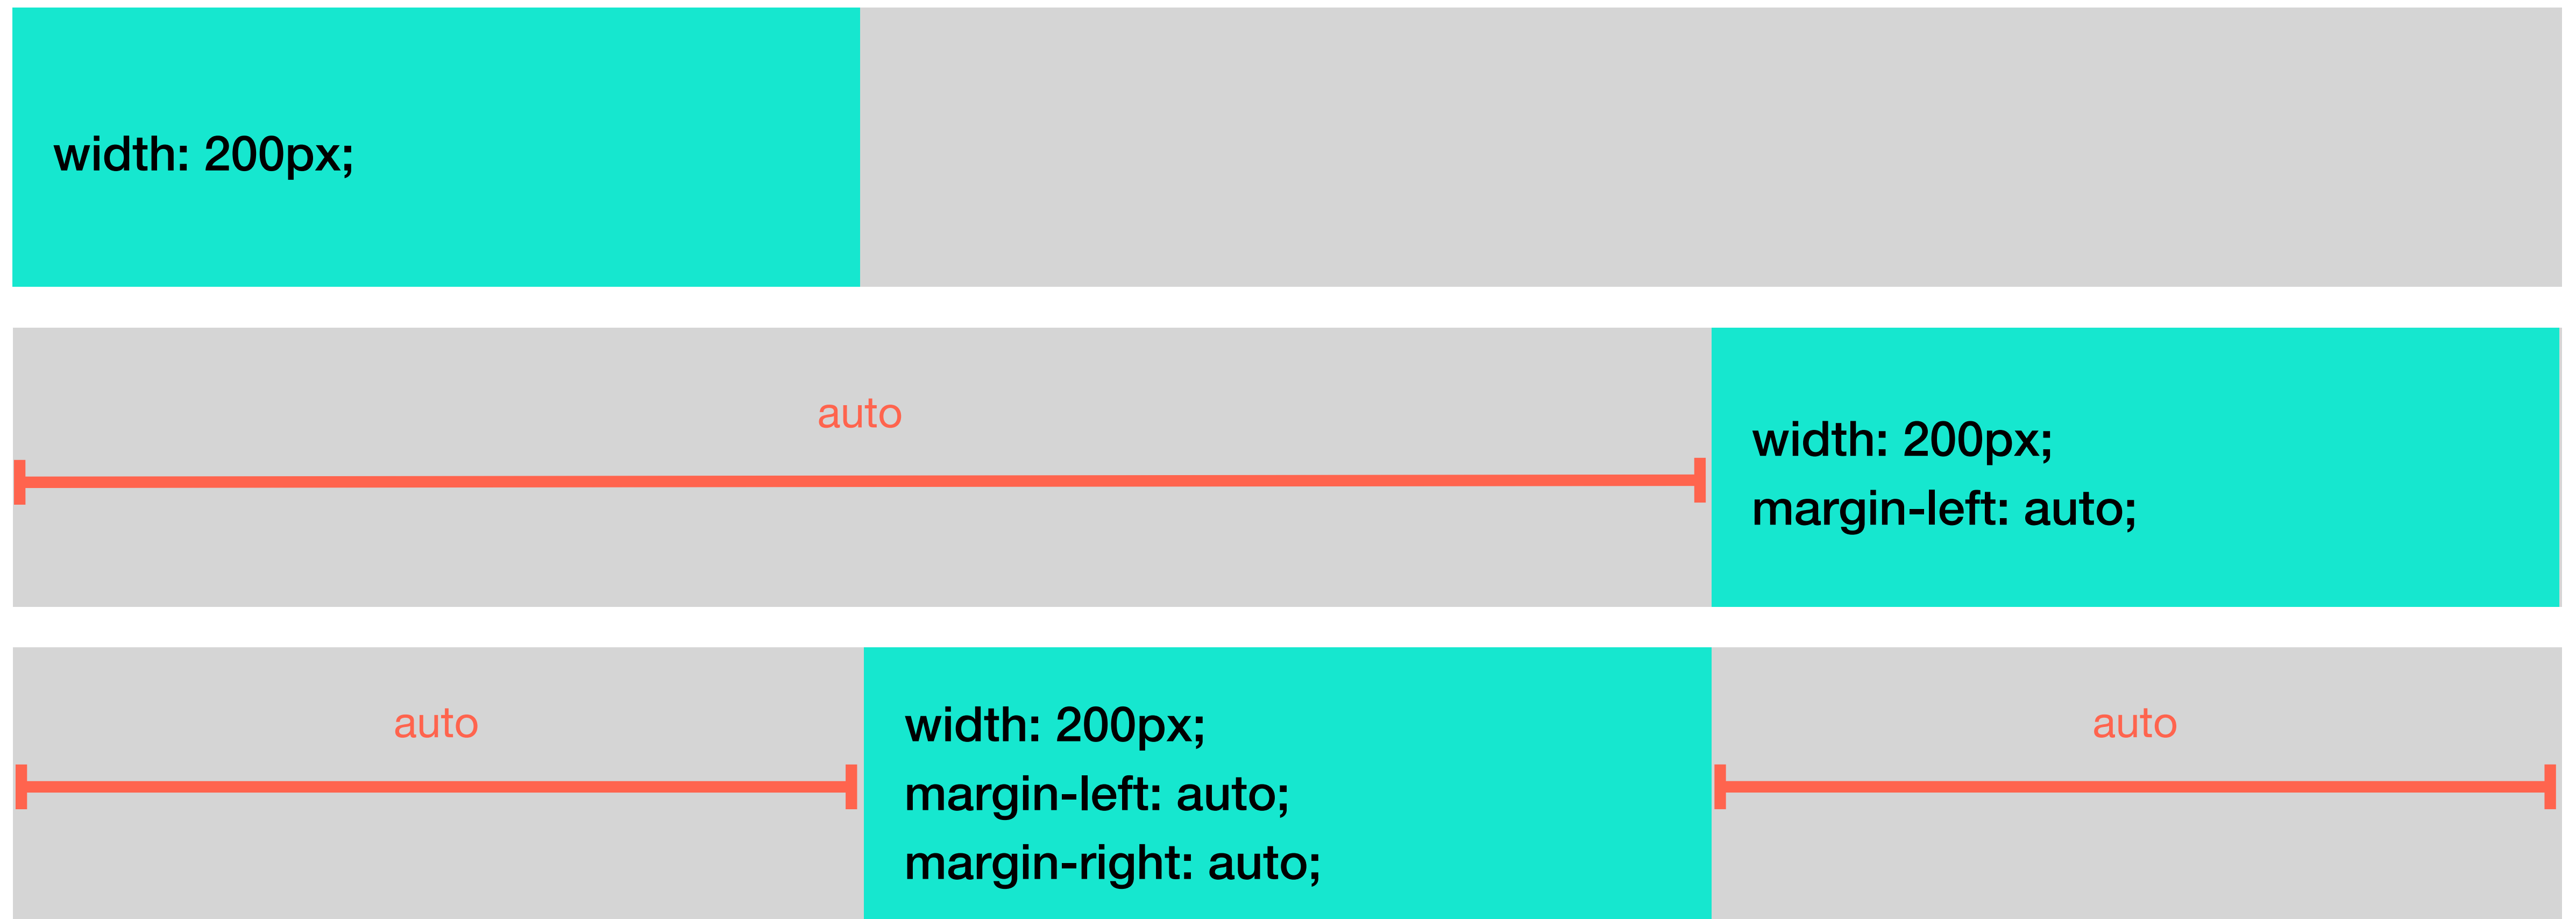 width: 200px;
auto
width: 200px;
margin-left: auto;
auto
width: 200px;
margin-left: auto;
margin-right: auto;
auto